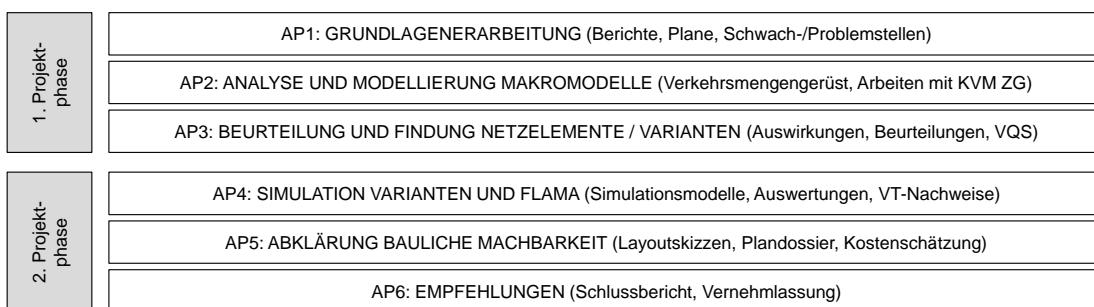 1. Projekt-
phase
AP1: GRUNDLAGENERARBEITUNG (Berichte, Plane, Schwach-/Problemstellen)
AP2: ANALYSE UND MODELLIERUNG MAKROMODELLE (Verkehrsmengengerüst, Arbeiten mit KVM ZG)
AP3: BEURTEILUNG UND FINDUNG NETZELEMENTE / VARIANTEN (Auswirkungen, Beurteilungen, VQS)
2. Projekt-
phase
AP4: SIMULATION VARIANTEN UND FLAMA (Simulationsmodelle, Auswertungen, VT-Nachweise)
AP5: ABKLÄRUNG BAULICHE MACHBARKEIT (Layoutskizzen, Plandossier, Kostenschätzung)
AP6: EMPFEHLUNGEN (Schlussbericht, Vernehmlassung)